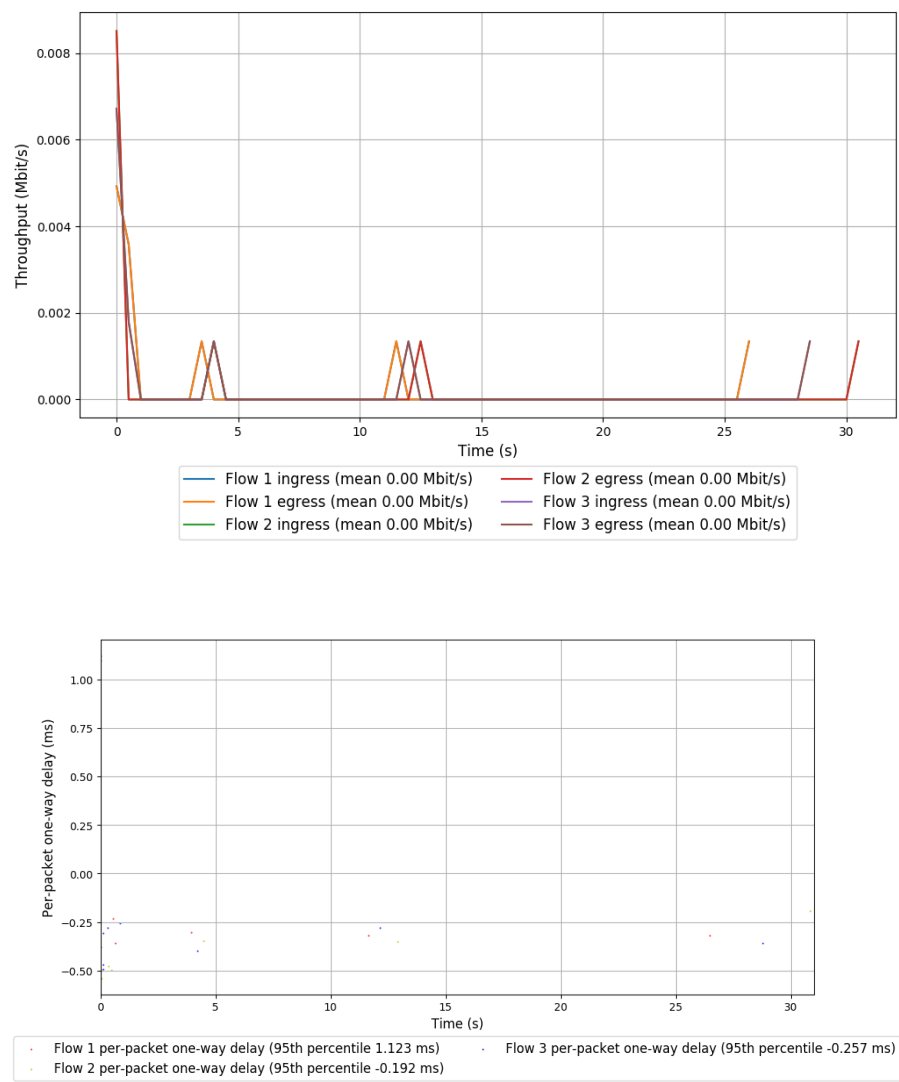 0.008
0.006
0.004
0.002
0.000
Throughput (Mbit/s)
0 5 10 15 20 25 30
Time (s)
Flow 1 ingress (mean 0.00 Mbit/s)
Flow 1 egress (mean 0.00 Mbit/s)
Flow 2 ingress (mean 0.00 Mbit/s)
Flow 2 egress (mean 0.00 Mbit/s)
Flow 3 ingress (mean 0.00 Mbit/s)
Flow 3 egress (mean 0.00 Mbit/s)
1.00
0.75
0.50
0.25
0.00
−0.25
−0.50
Per-packet one-way delay (ms)
0 5 10 15 20 25 30
Time (s)
Flow 1 per-packet one-way delay (95th percentile 1.123 ms)
Flow 2 per-packet one-way delay (95th percentile -0.192 ms)
Flow 3 per-packet one-way delay (95th percentile -0.257 ms)